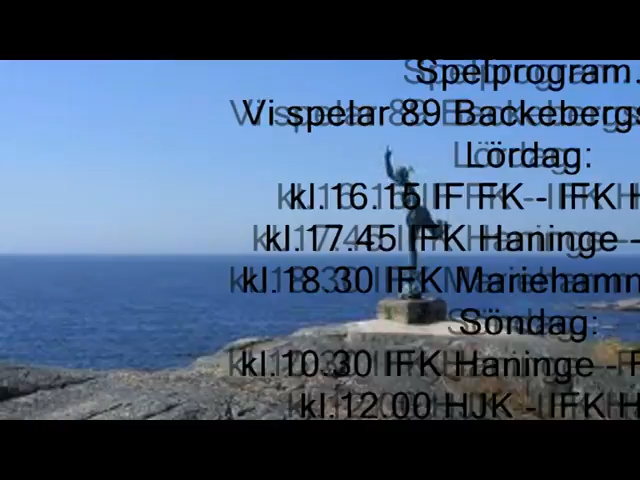 Spelprogram.
Vi spelar 89 Backebergs
Lördag:
kl.16.15 IF FK - IFK H
kl.17.45 IFK Haninge -
kl.18.30 IFK Mariehamn
Söndag:
kl.10.30 IFK Haninge -
kl.12.00 HJK - IFK H